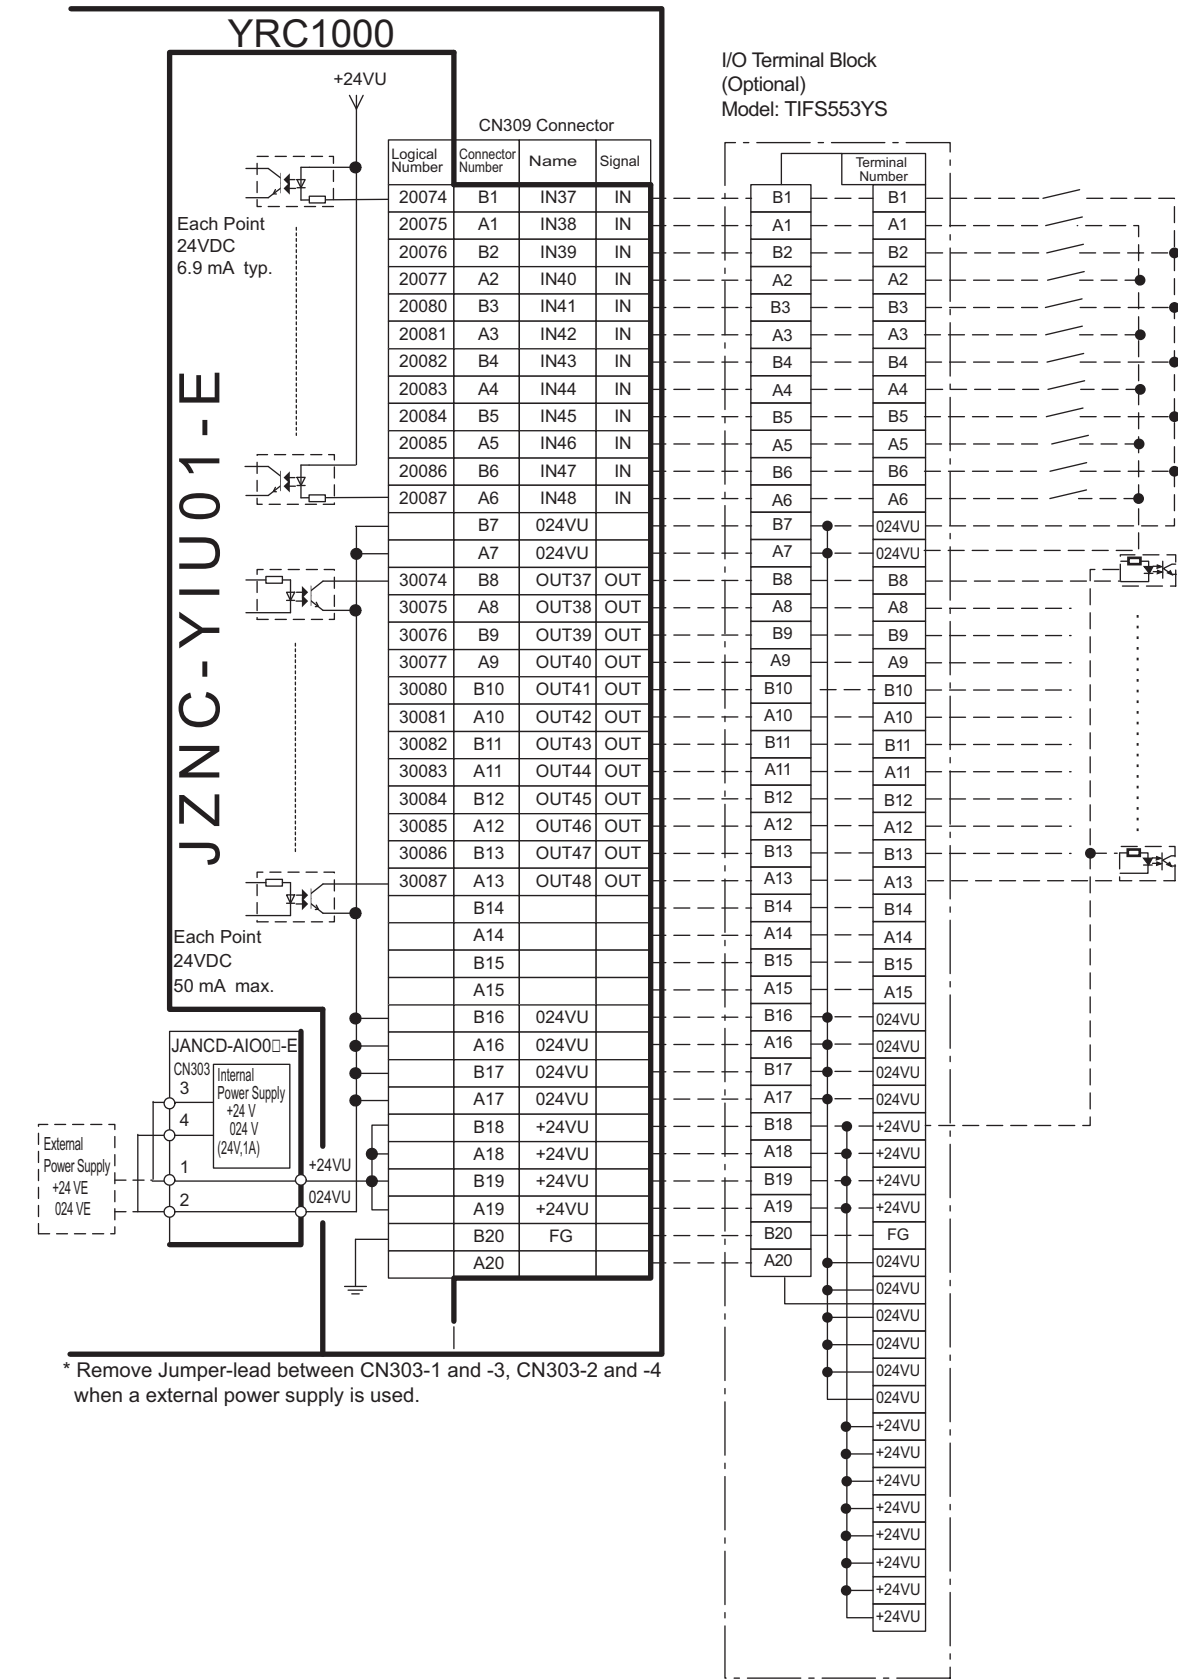 YRC1000
+24VU
I/O Terminal Block
(Optional)
Model: TIFS553YS
CN309 Connector
Logical Number Connector Number Name Signal
Terminal Number
20074 B1 IN37 IN B1 B1
20075 A1 IN38 IN A1 A1
20076 B2 IN39 IN B2 B2
20077 A2 IN40 IN A2 A2
20080 B3 IN41 IN B3 B3
20081 A3 IN42 IN A3 A3
20082 B4 IN43 IN B4 B4
20083 A4 IN44 IN A4 A4
20084 B5 IN45 IN B5 B5
20085 A5 IN46 IN A5 A5
20086 B6 IN47 IN B6 B6
20087 A6 IN48 IN A6 A6
B7 024VU B7 024VU
A7 024VU A7 024VU
30074 B8 OUT37 OUT B8 B8
30075 A8 OUT38 OUT A8 A8
30076 B9 OUT39 OUT B9 B9
30077 A9 OUT40 OUT A9 A9
30080 B10 OUT41 OUT B10 B10
30081 A10 OUT42 OUT A10 A10
30082 B11 OUT43 OUT B11 B11
30083 A11 OUT44 OUT A11 A11
30084 B12 OUT45 OUT B12 B12
30085 A12 OUT46 OUT A12 A12
30086 B13 OUT47 OUT B13 B13
30087 A13 OUT48 OUT A13 A13
B14 B14 B14
A14 A14 A14
B15 B15 B15
A15 A15 A15
B16 024VU B16 024VU
A16 024VU A16 024VU
B17 024VU B17 024VU
A17 024VU A17 024VU
B18 +24VU B18 +24VU
A18 +24VU A18 +24VU
B19 +24VU B19 +24VU
A19 +24VU A19 +24VU
B20 FG B20 FG
A20 A20 024VU
024VU
024VU
024VU
024VU
024VU
+24VU
+24VU
+24VU
+24VU
+24VU
+24VU
+24VU
+24VU
Each Point
24VDC
6.9 mA typ.
JZNC-YIU01-E
Each Point
24VDC
50 mA max.
JANCD-AIO0□-E
CN303
3
4
1
2
Internal
Power Supply
+24 V
024 V
(24V,1A)
External
Power Supply
+24 VE
024 VE
+24VU
024VU
* Remove Jumper-lead between CN303-1 and -3, CN303-2 and -4
when a external power supply is used.